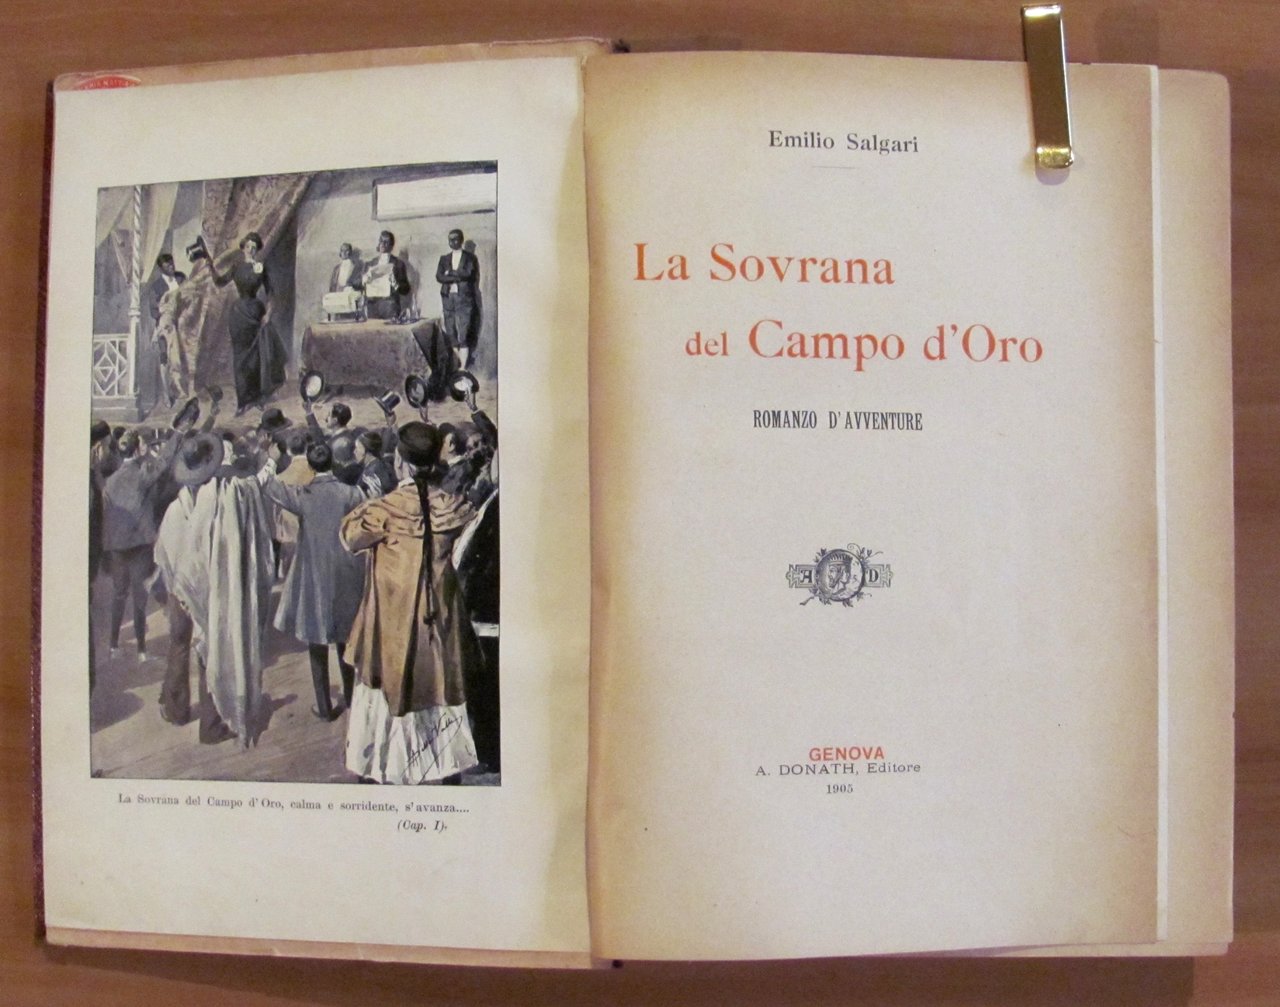 La Sovrana del Campo d'Oro, calma e sorridente, s'avanza....
(Cap. I).
Emilio Salgari
La Sovrana
del Campo d'Oro
ROMANZO D'AVVENTURE
A D
GENOVA
A. DONATH, Editore
1905